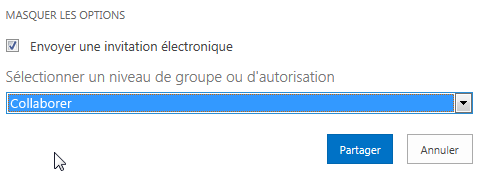 MASQUER LES OPTIONS
Envoyer une invitation électronique
Sélectionner un niveau de groupe ou d'autorisation
Collaborer
Partager Annuler